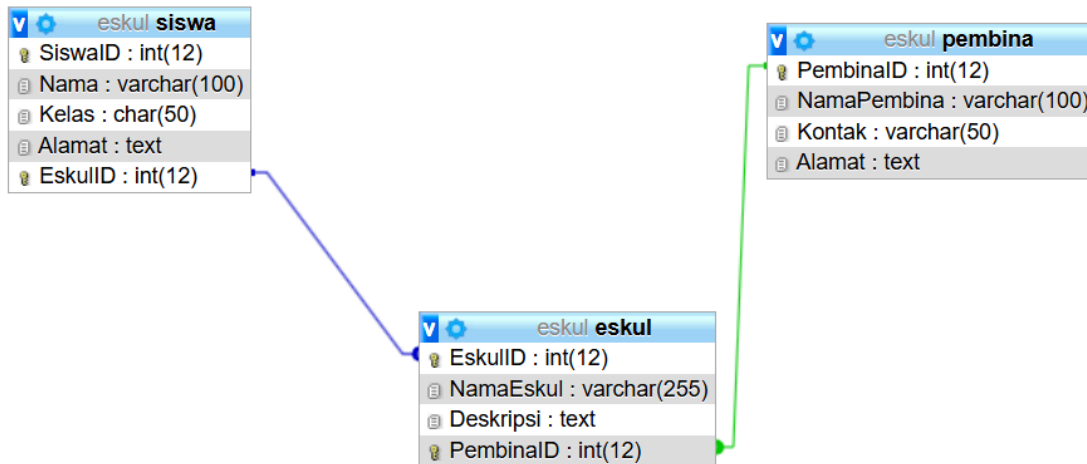 eskul siswa
SiswaID : int(12)
Nama : varchar(100)
Kelas : char(50)
Alamat : text
EskulID : int(12)
eskul pembina
PembinaID : int(12)
NamaPembina : varchar(100)
Kontak : varchar(50)
Alamat : text
eskul eskul
EskulID : int(12)
NamaEskul : varchar(255)
Deskripsi : text
PembinaID : int(12)